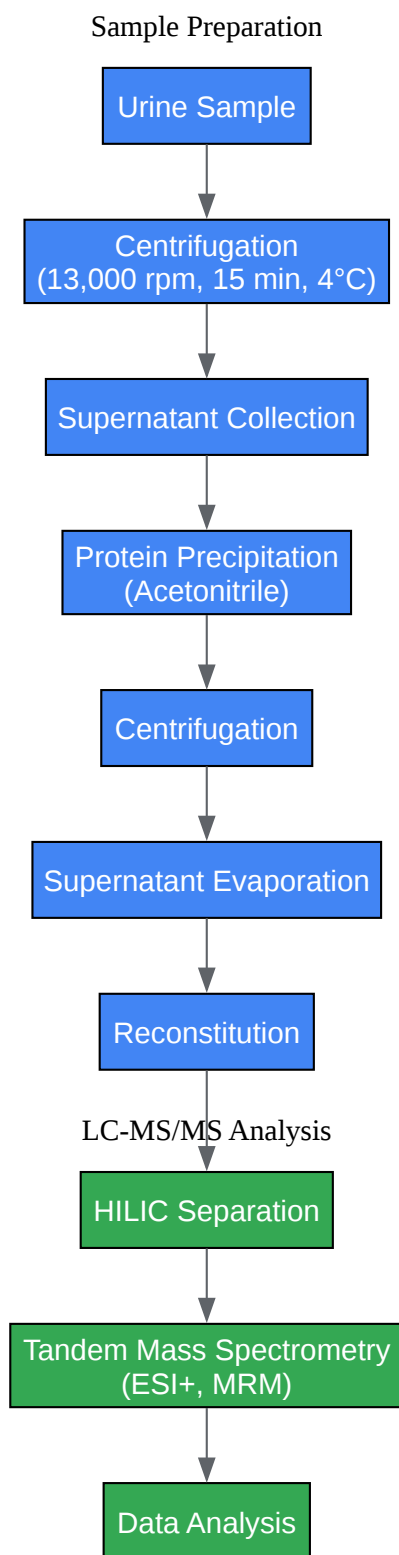 Sample Preparation
Urine Sample
Centrifugation
(13,000 rpm, 15 min, 4°C)
Supernatant Collection
Protein Precipitation
(Acetonitrile)
Centrifugation
Supernatant Evaporation
Reconstitution
LC-MS/MS Analysis
HILIC Separation
Tandem Mass Spectrometry
(ESI+, MRM)
Data Analysis